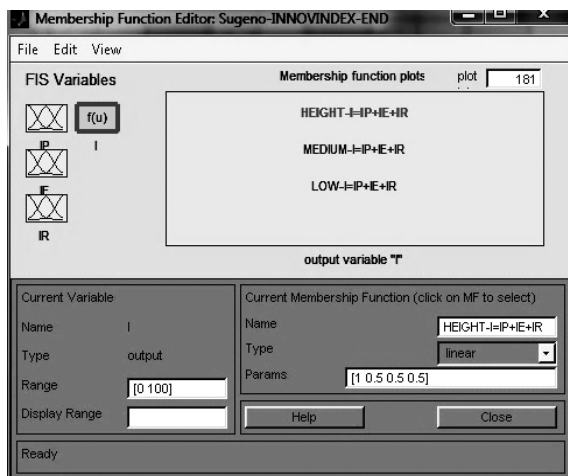 Membership Function Editor: Sugeno-INNOVINDEX-END
File Edit View
FIS Variables
Membership function plots
plot
181
f(u)
IP
I
IE
IR
HEIGHT-I=IP+IE+IR
MEDIUM-I=IP+IE+IR
LOW-I=IP+IE+IR
output variable "I"
Current Variable
Name I
Type output
Range [0 100]
Display Range
Current Membership Function (click on MF to select)
Name HEIGHT-I=IP+IE+IR
Type linear
Params [1 0.5 0.5 0.5]
Help
Close
Ready